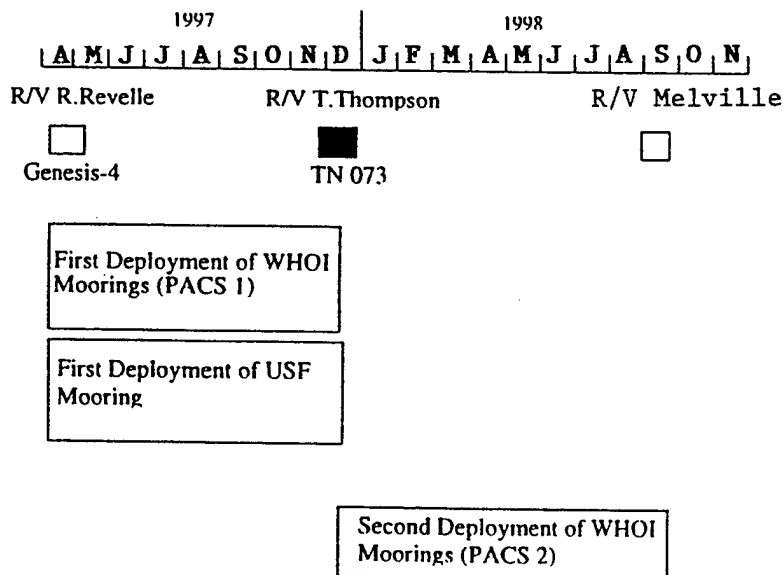 1997 1998
A M J J A S O N D J F M A M J J A S O N
R/V R.Revelle R/V T.Thompson R/V Melville
Genesis-4 TN 073
First Deployment of WHOI
Moorings (PACS 1)
First Deployment of USF
Mooring
Second Deployment of WHOI
Moorings (PACS 2)